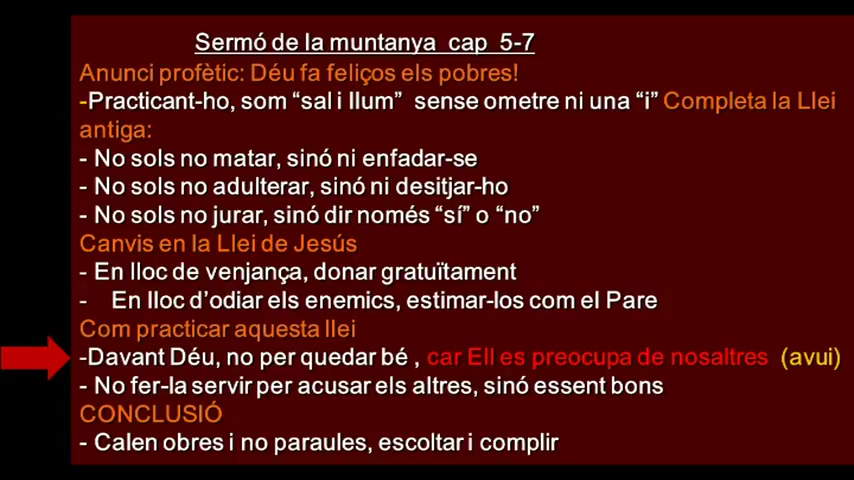 Sermó de la muntanya cap 5-7
Anunci profètic: Déu fa feliços els pobres!
-Practicant-ho, som “sal i llum” sense ometre ni una “i” Completa la Llei
antiga:
- No sols no matar, sinó ni enfadar-se
- No sols no adulterar, sinó ni desitjar-ho
- No sols no jurar, sinó dir només “sí” o “no”
Canvis en la Llei de Jesús
- En lloc de venjança, donar gratuïtament
- En lloc d’odiar els enemics, estimar-los com el Pare
Com practicar aquesta llei
-Davant Déu, no per quedar bé , car Ell es preocupa de nosaltres (avui)
- No fer-la servir per acusar els altres, sinó essent bons
CONCLUSIÓ
- Calen obres i no paraules, escoltar i complir